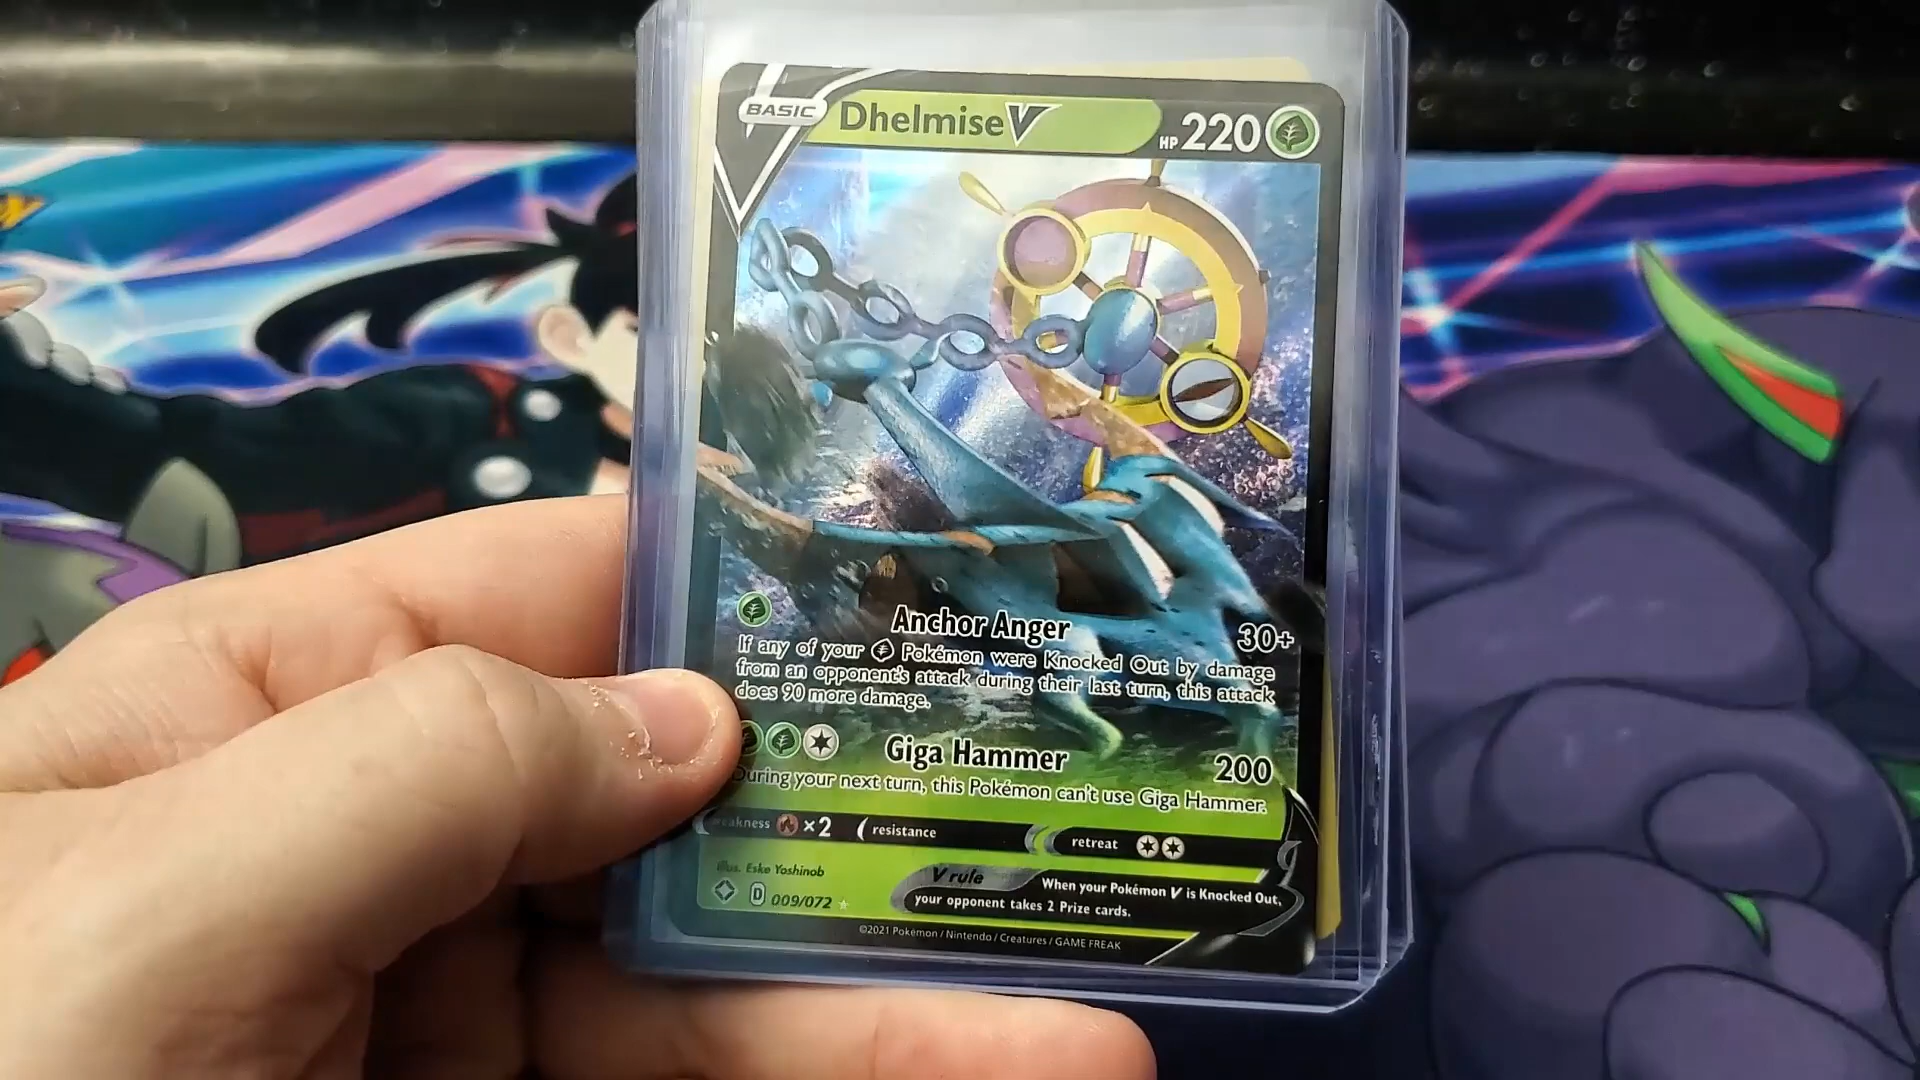 BASIC Dhelmise V HP 220
Anchor Anger 30+
If any of your Pokémon were Knocked Out by damage
from an opponent's attack during their last turn, this attack
does 90 more damage.
Giga Hammer 200
During your next turn, this Pokémon can't use Giga Hammer.
weakness ×2 resistance retreat
Illus. Eske Yoshinob
D 009/072
V rule When your Pokémon V is Knocked Out,
your opponent takes 2 Prize cards.
©2021 Pokémon / Nintendo / Creatures / GAME FREAK